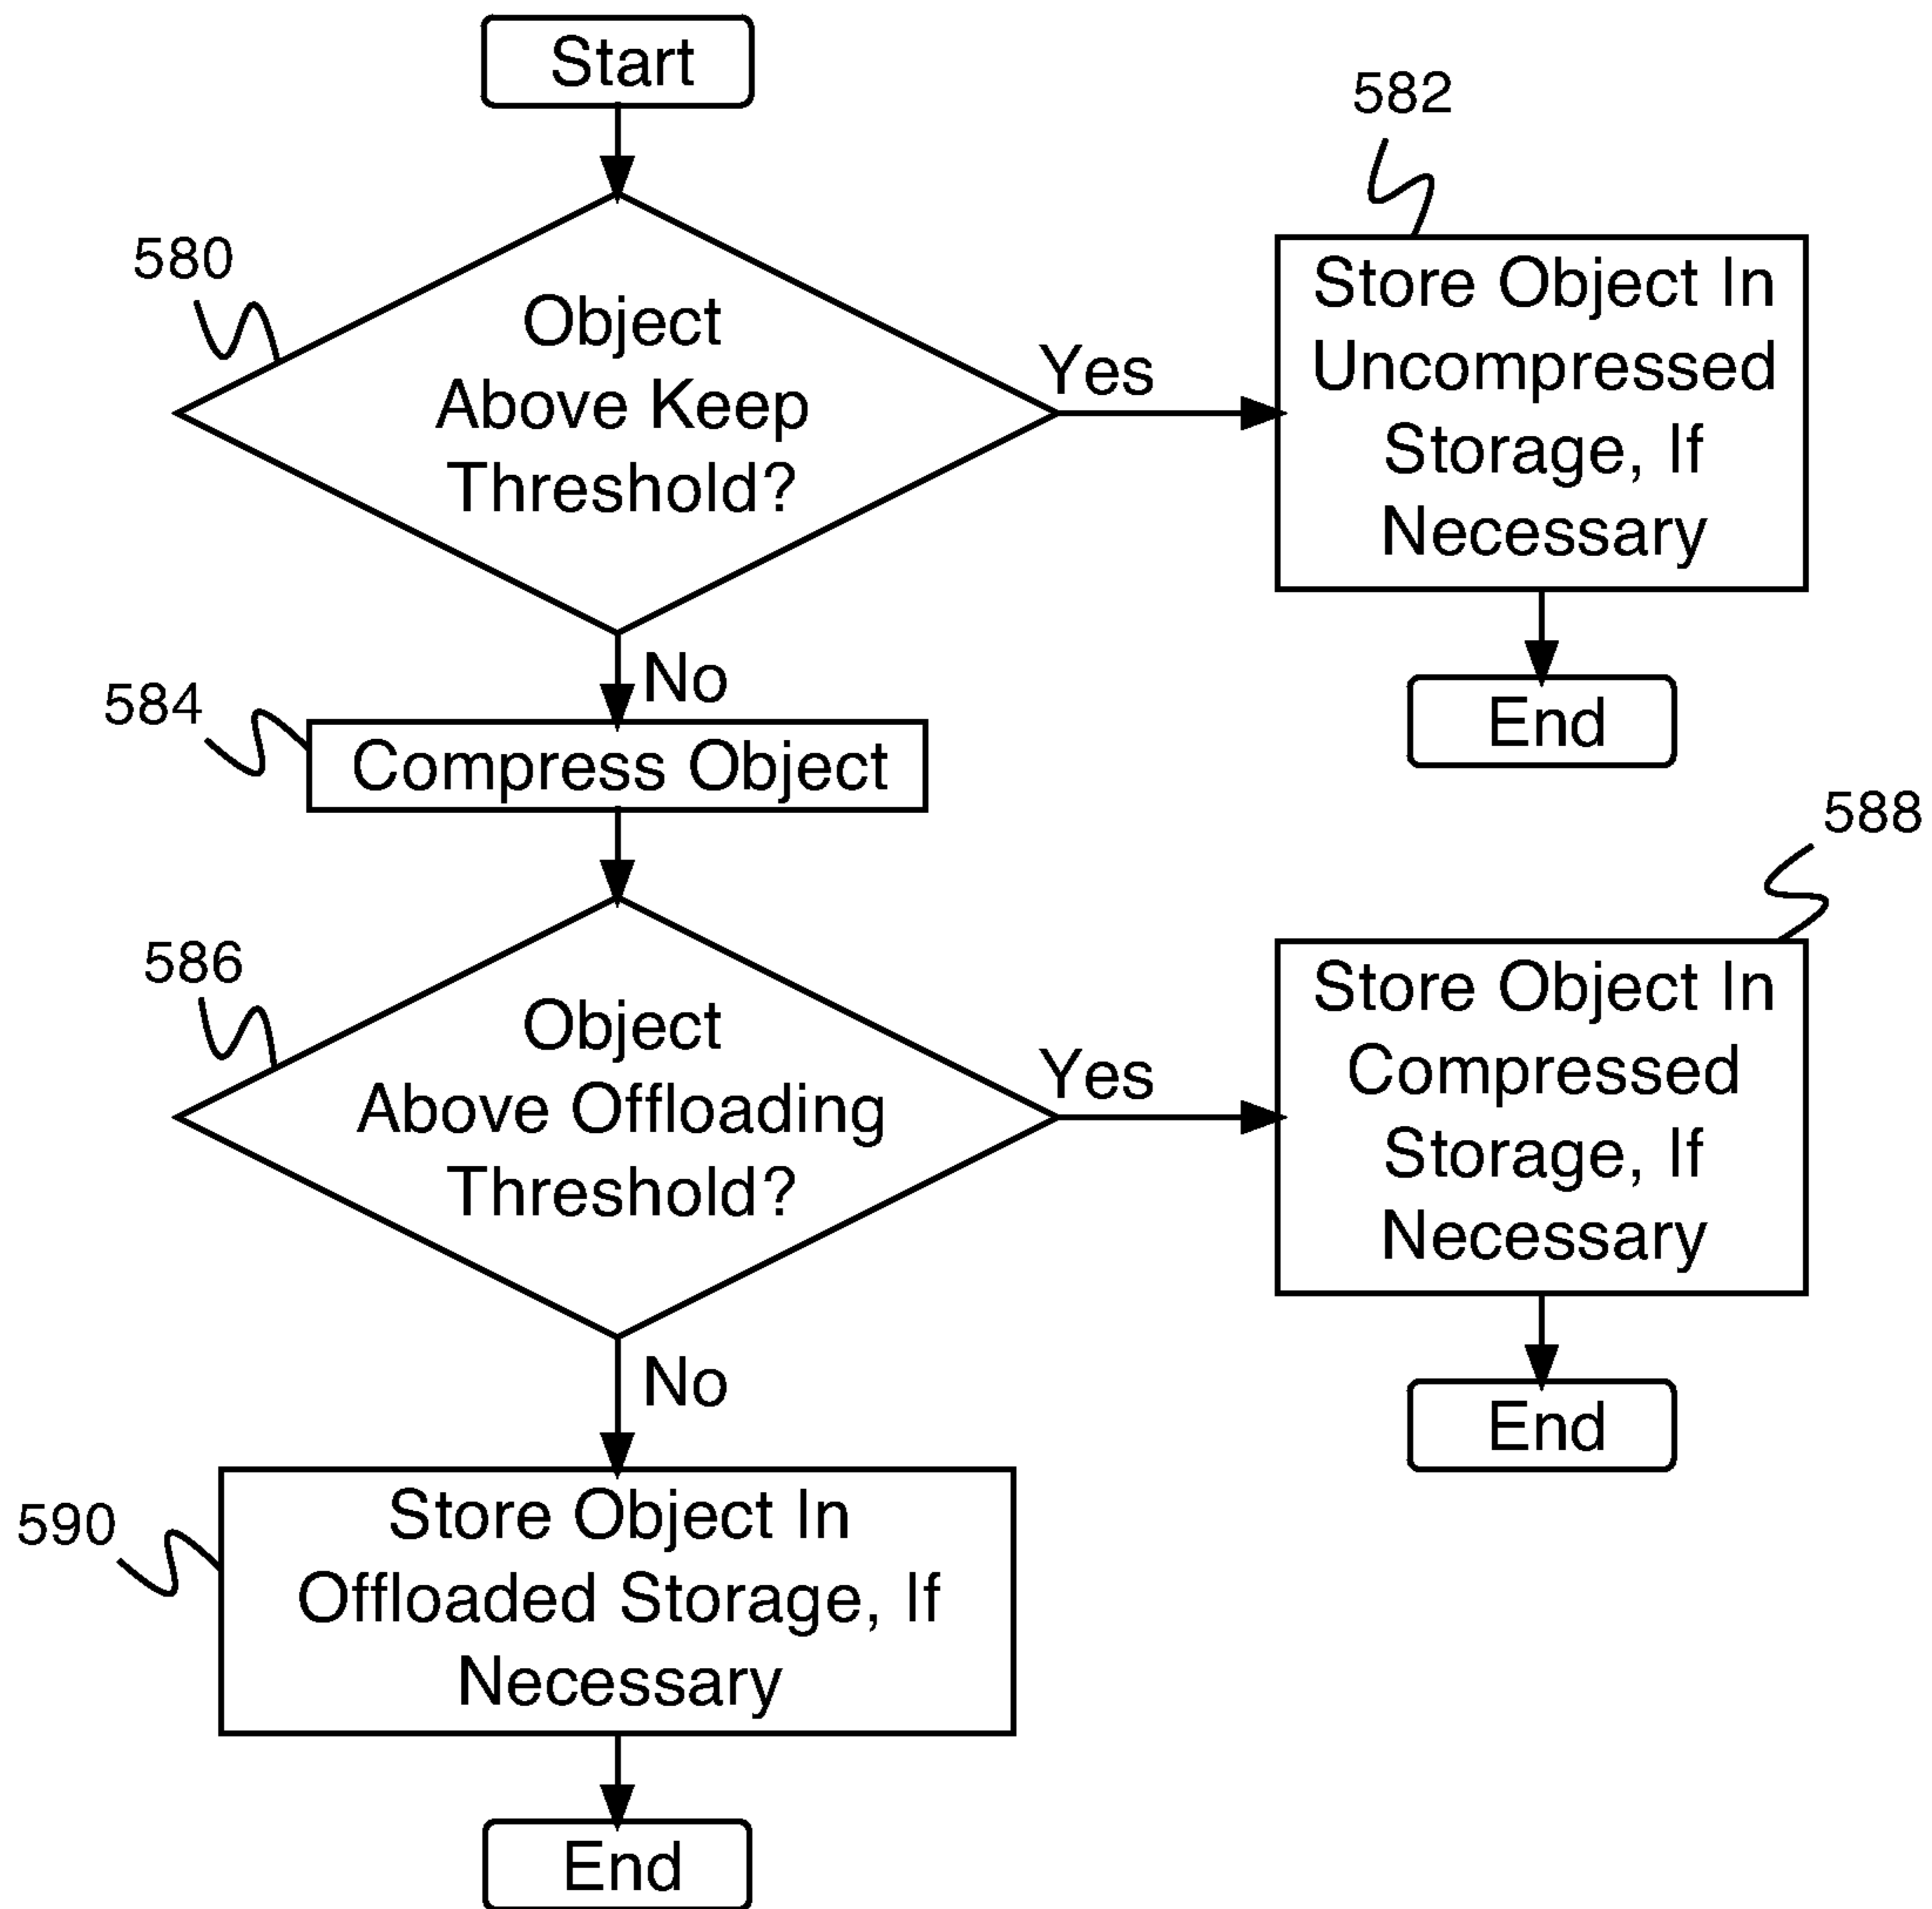 Start
582
580
Object
Above Keep
Threshold?
Yes
Store Object In
Uncompressed
Storage, If
Necessary
End
No
584
Compress Object
588
586
Object
Above Offloading
Threshold?
Yes
Store Object In
Compressed
Storage, If
Necessary
End
No
590
Store Object In
Offloaded Storage, If
Necessary
End